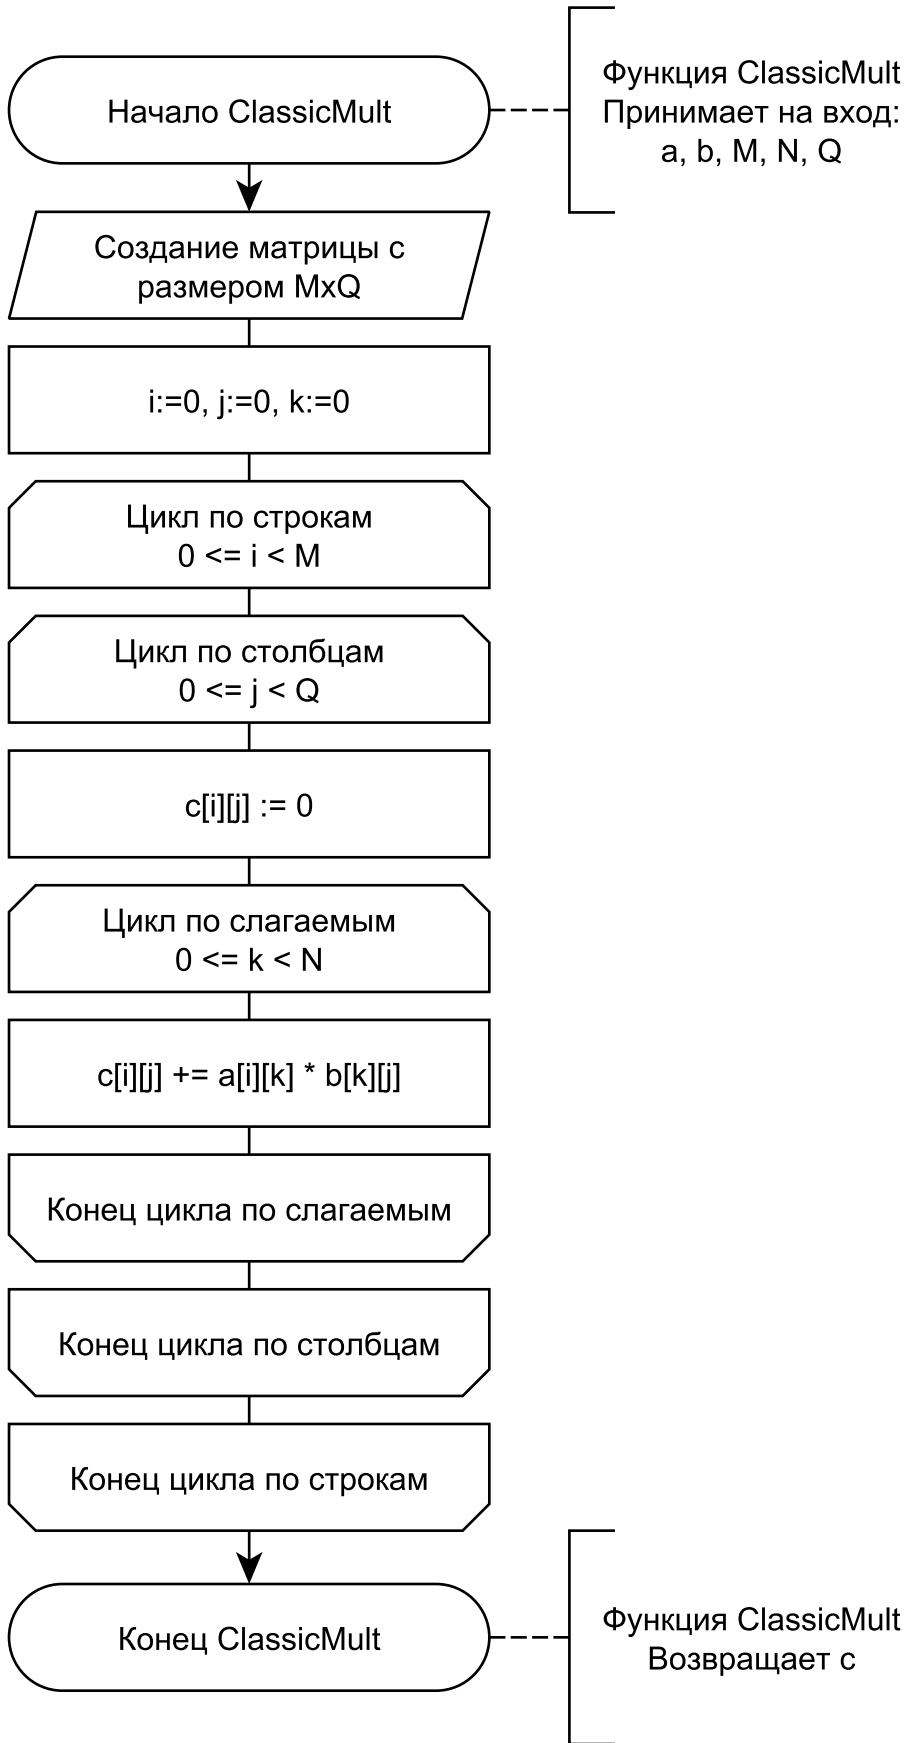 Начало ClassicMult
Функция ClassicMult
Принимает на вход:
a, b, M, N, Q
Создание матрицы с
размером MxQ
i:=0, j:=0, k:=0
Цикл по строкам
0 <= i < M
Цикл по столбцам
0 <= j < Q
c[i][j] := 0
Цикл по слагаемым
0 <= k < N
c[i][j] += a[i][k] * b[k][j]
Конец цикла по слагаемым
Конец цикла по столбцам
Конец цикла по строкам
Конец ClassicMult
Функция ClassicMult
Возвращает c